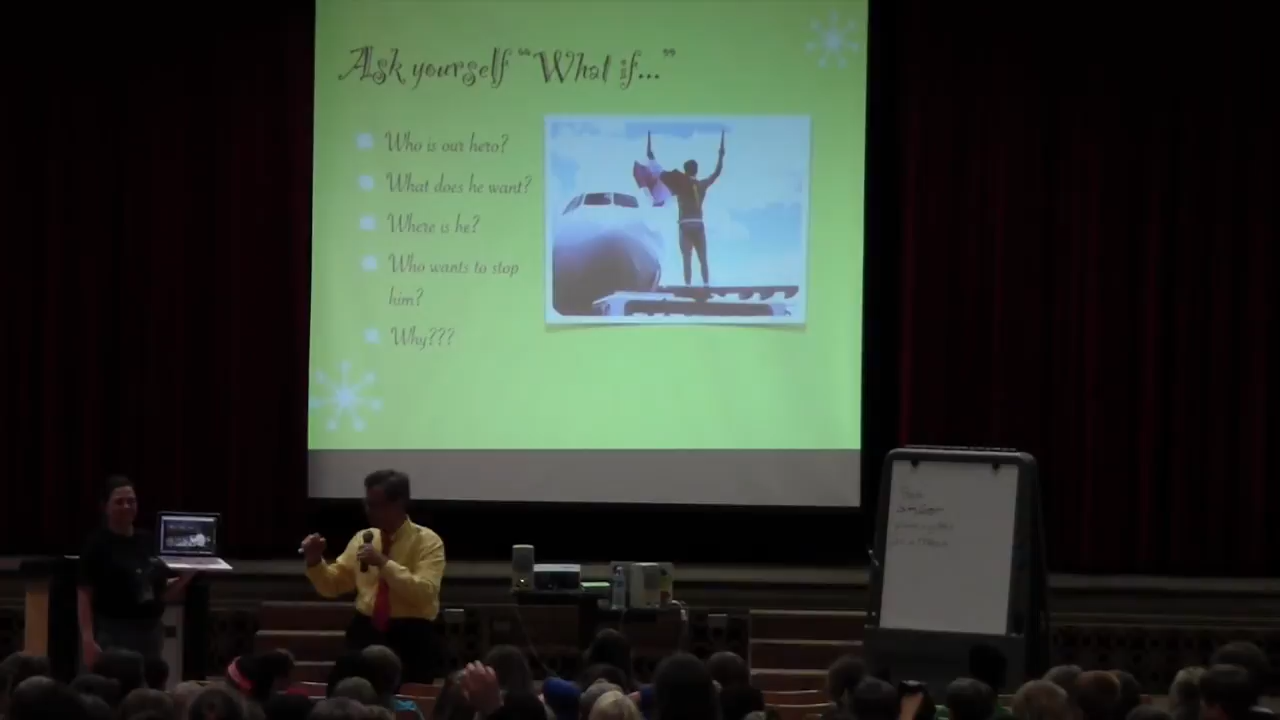 Ask yourself “What if...”
Who is our hero?
What does he want?
Where is he?
Who wants to stop
him?
Why???